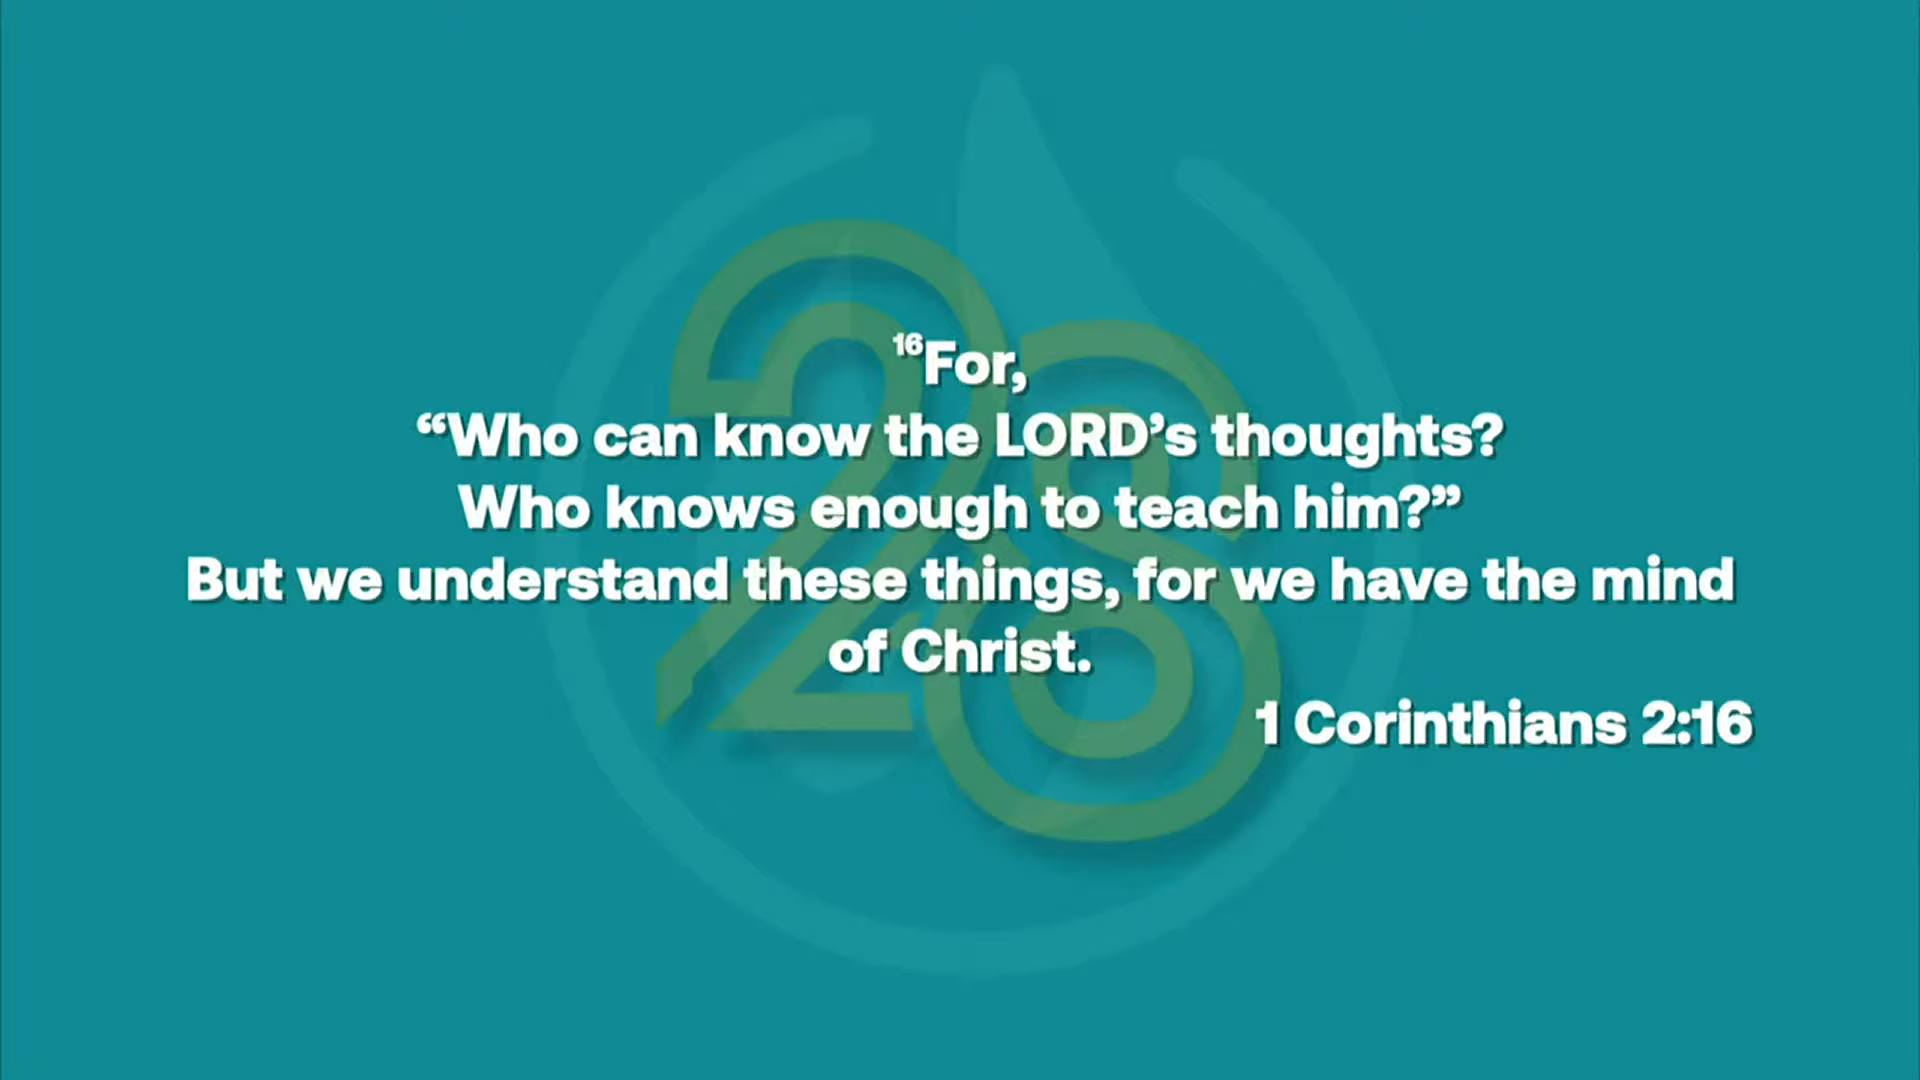 16For,
“Who can know the LORD’s thoughts?
Who knows enough to teach him?”
But we understand these things, for we have the mind
of Christ.
1 Corinthians 2:16
28